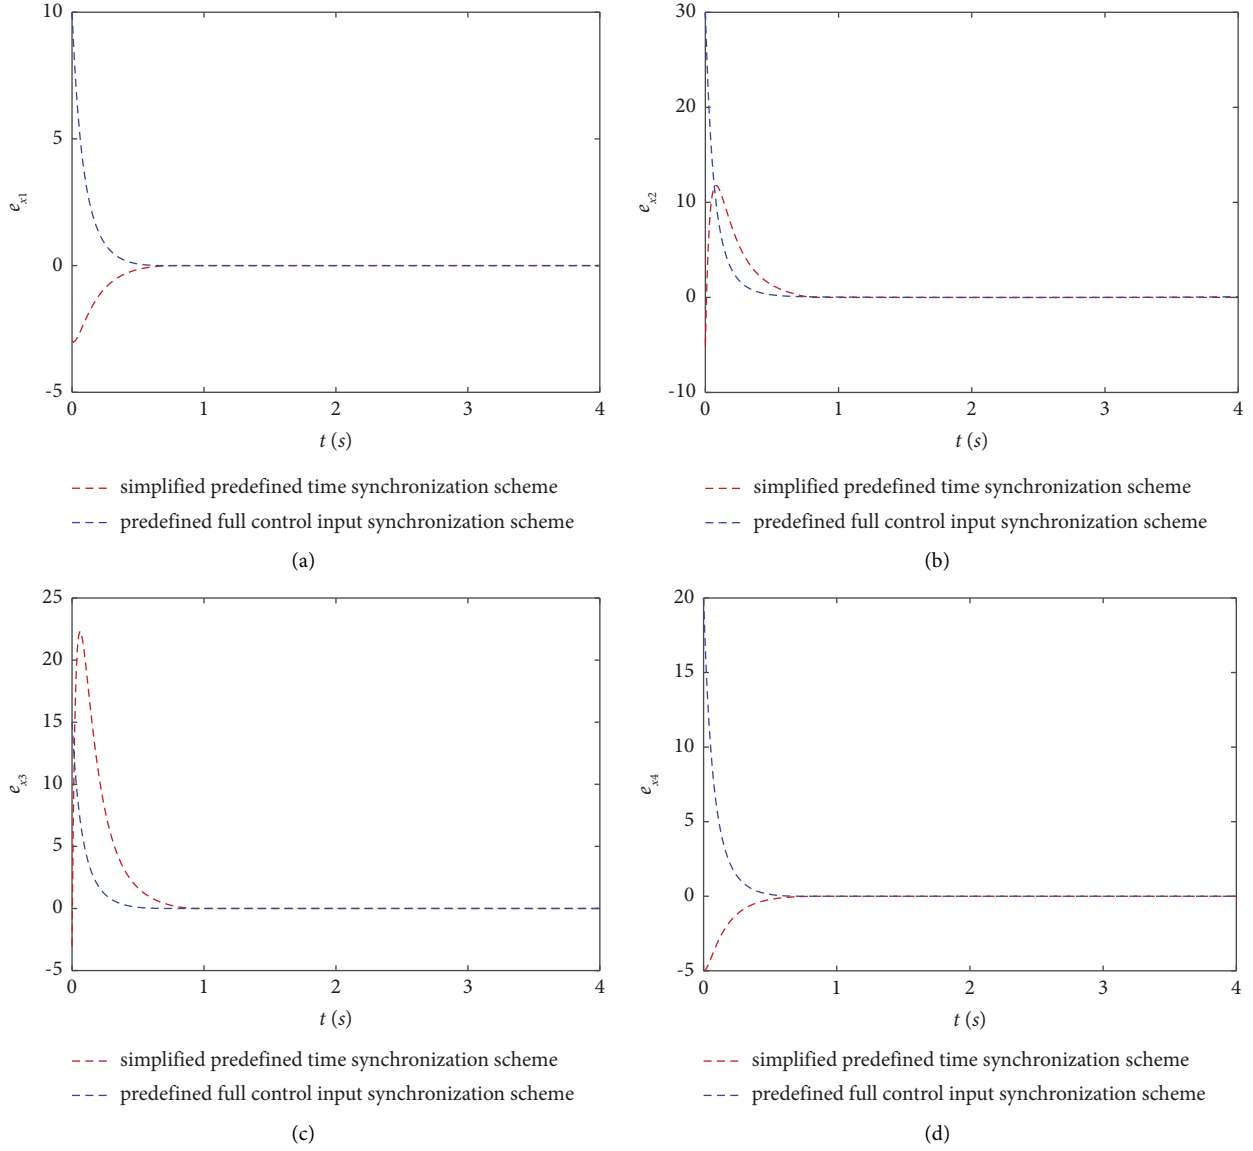 10
5
0
-5
e_x1
0 1 2 3 4
t (s)
simplified predefined time synchronization scheme
predefined full control input synchronization scheme
(a)
30
20
10
0
-10
e_x2
0 1 2 3 4
t (s)
simplified predefined time synchronization scheme
predefined full control input synchronization scheme
(b)
25
20
15
10
5
0
-5
e_x3
0 1 2 3 4
t (s)
simplified predefined time synchronization scheme
predefined full control input synchronization scheme
(c)
20
15
10
5
0
-5
e_x4
0 1 2 3 4
t (s)
simplified predefined time synchronization scheme
predefined full control input synchronization scheme
(d)